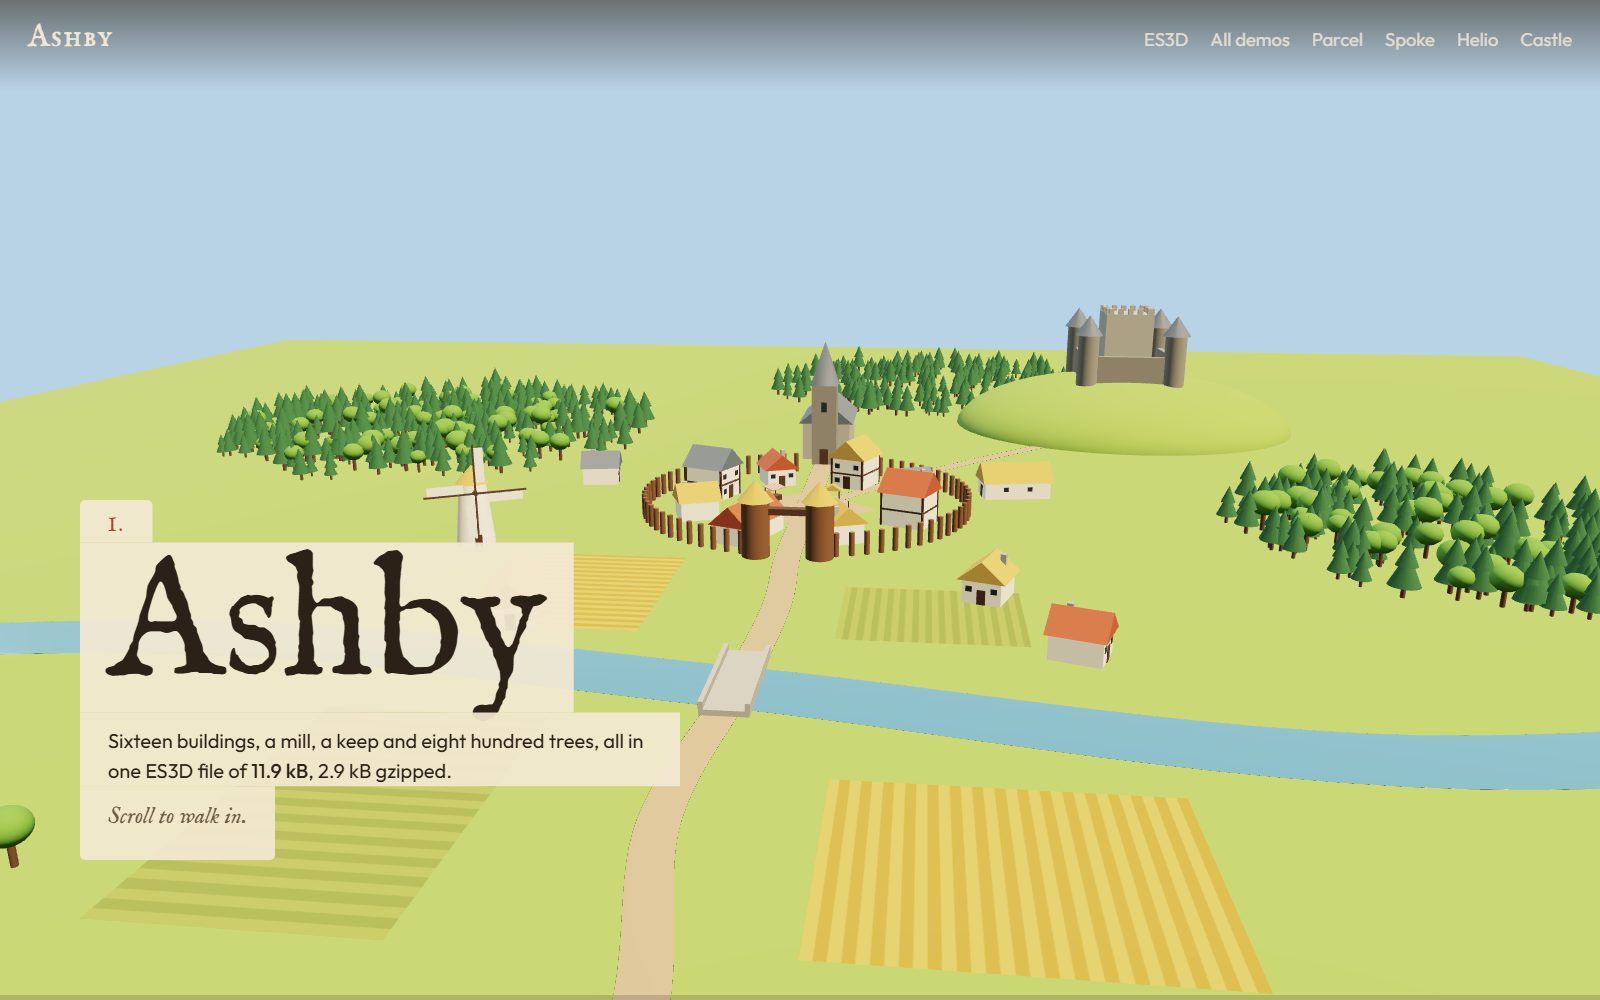 Ashby
ES3D All demos Parcel Spoke Helio Castle
I.
Ashby
Sixteen buildings, a mill, a keep and eight hundred trees, all in
one ES3D file of 11.9 kB, 2.9 kB gzipped.
Scroll to walk in.